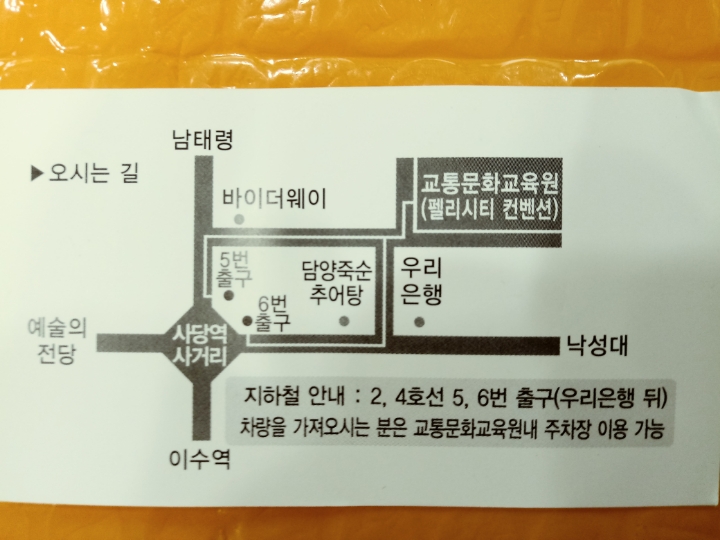 남태령
▶오시는 길
바이더웨이
교통문화교육원
(펠리시티 컨벤션)
5번
출구
담양죽순
추어탕
우리
은행
6번
출구
예술의
전당
사당역
사거리
낙성대
지하철 안내 : 2, 4호선 5, 6번 출구(우리은행 뒤)
차량을 가져오시는 분은 교통문화교육원내 주차장 이용 가능
이수역